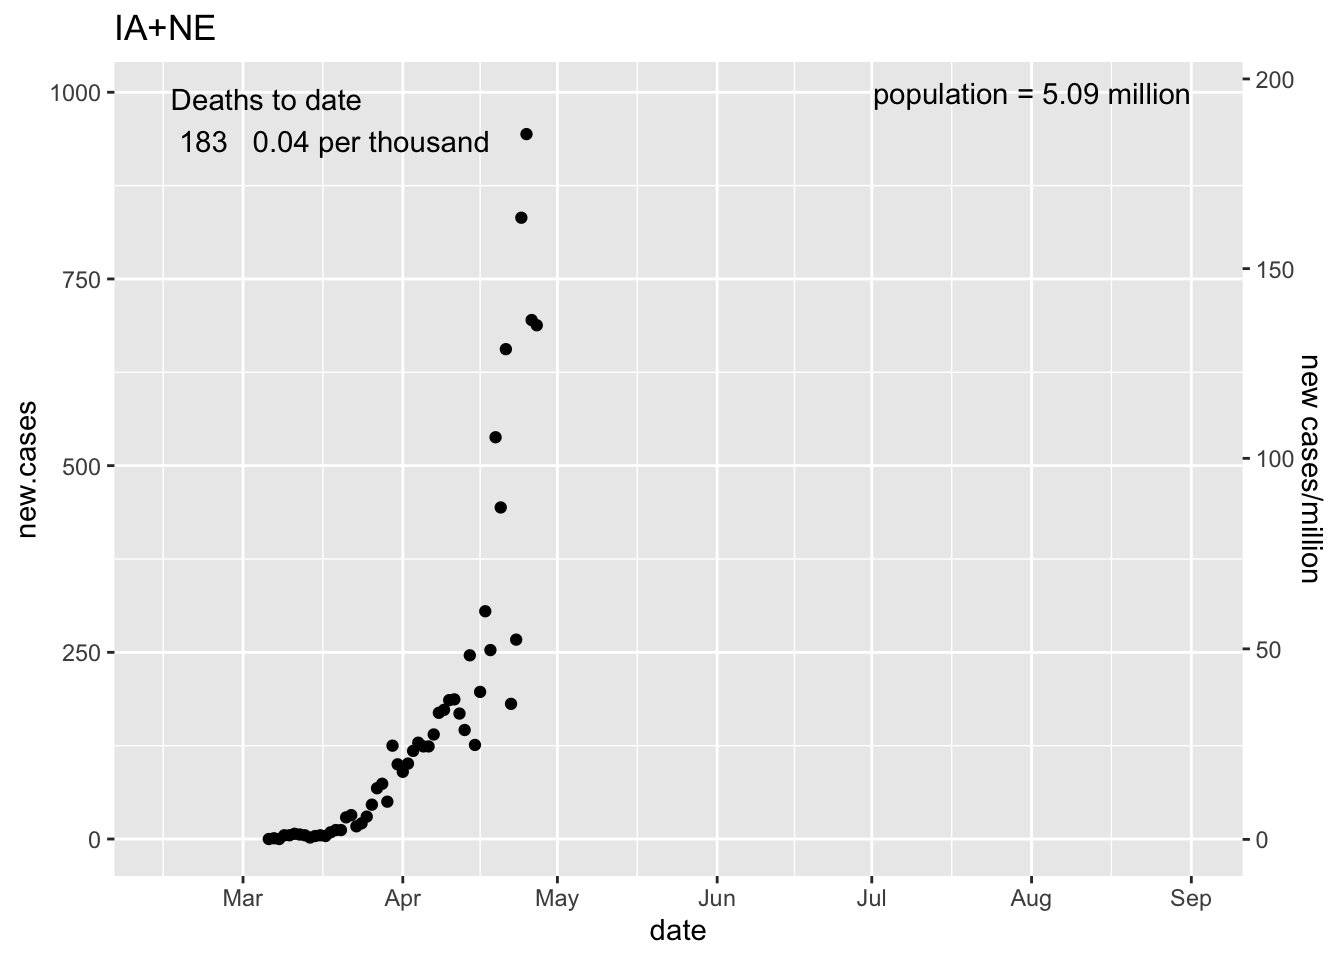 IA+NE
Deaths to date
183 0.04 per thousand
population = 5.09 million
1000
750
500
250
0
new.cases
200
150
100
50
0
new cases/million
Mar Apr May Jun Jul Aug Sep
date